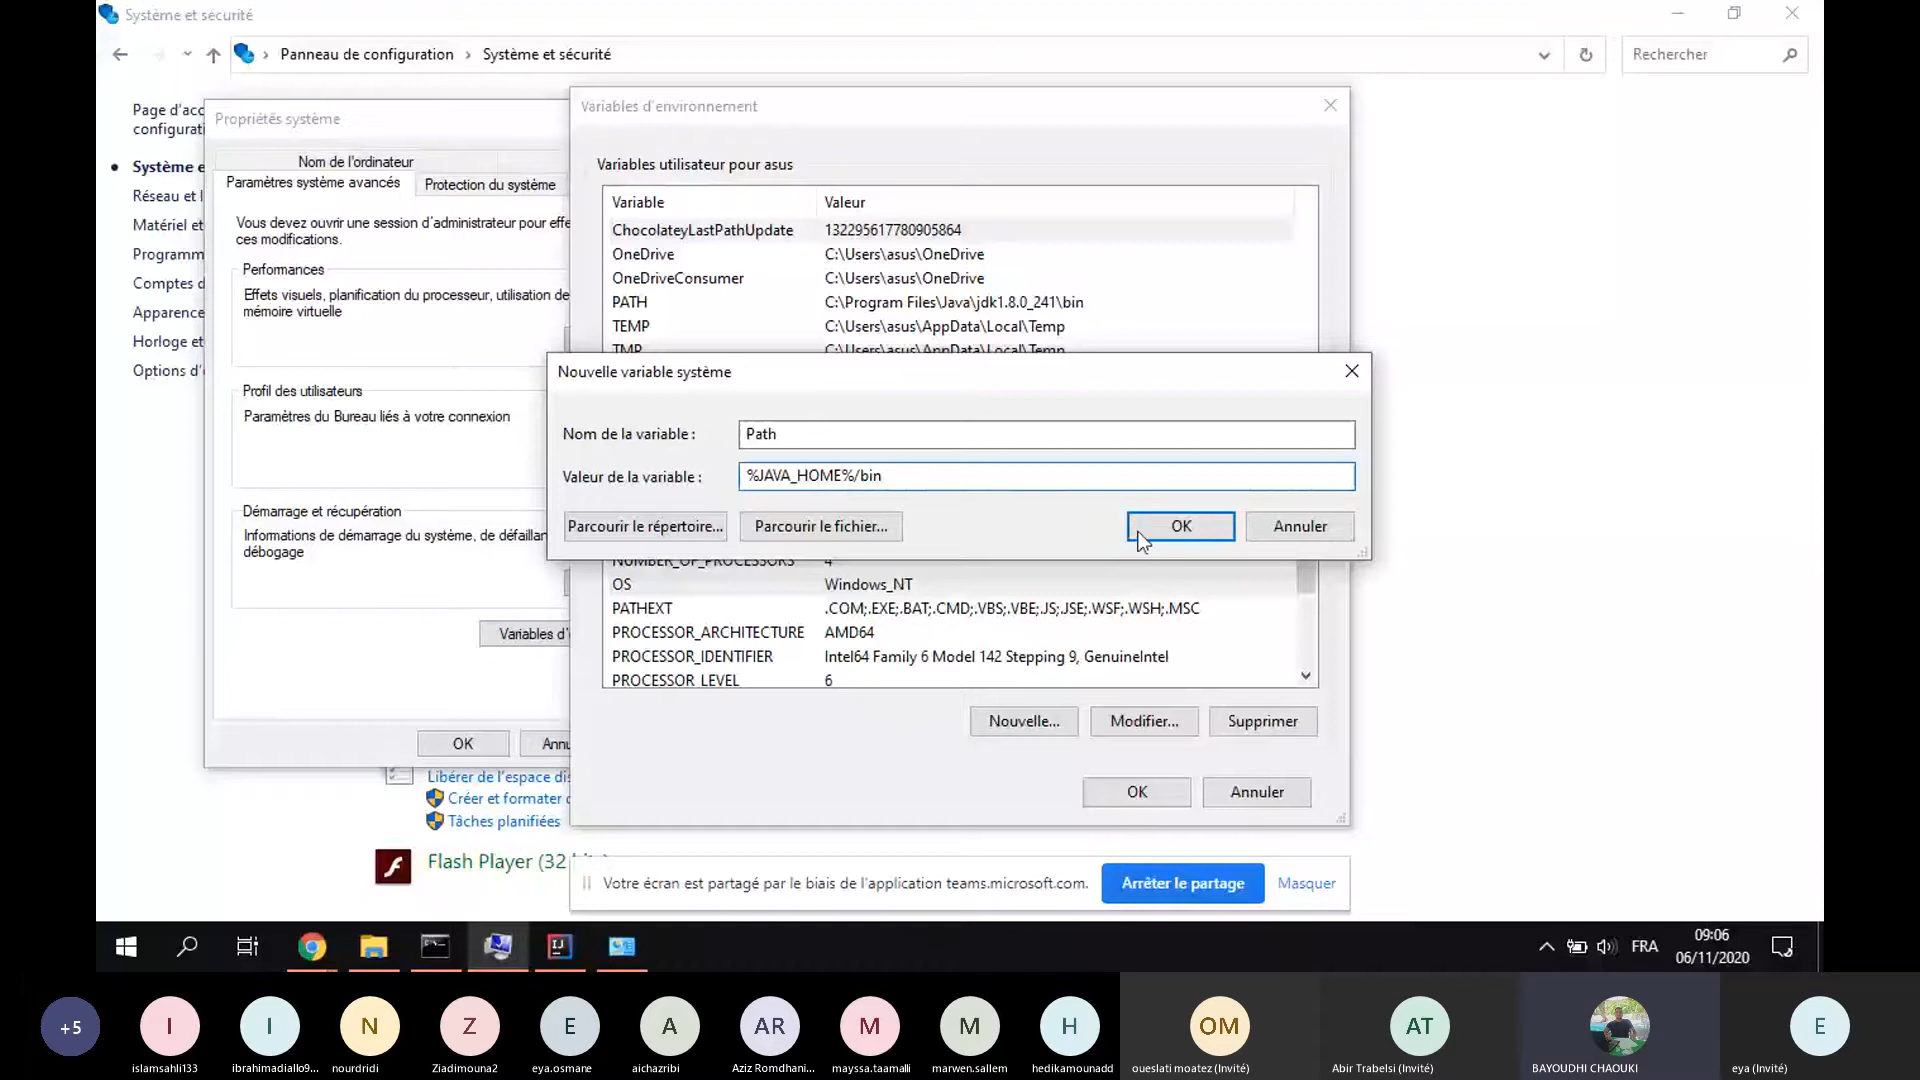 Système et sécurité
Panneau de configuration > Système et sécurité
Rechercher
Page d'acc
configurati
Système e
Réseau et I
Matériel et
Programm
Comptes d
Apparence
Horloge et
Options d'
Propriétés système
Nom de l'ordinateur
Paramètres système avancés
Protection du système
Vous devez ouvrir une session d'administrateur pour effe
ces modifications.
Performances
Effets visuels, planification du processeur, utilisation de
mémoire virtuelle
Profil des utilisateurs
Paramètres du Bureau liés à votre connexion
Démarrage et récupération
Informations de démarrage du système, de défaillan
débogage
Variables d'
OK
Annu
Variables d'environnement
Variables utilisateur pour asus
Variable Valeur
ChocolateyLastPathUpdate 132295617780905864
OneDrive C:\Users\asus\OneDrive
OneDriveConsumer C:\Users\asus\OneDrive
PATH C:\Program Files\Java\jdk1.8.0_241\bin
TEMP C:\Users\asus\AppData\Local\Temp
TMP C:\Users\asus\AppData\Local\Temp
Nouvelle variable système
Nom de la variable : Path
Valeur de la variable : %JAVA_HOME%/bin
Parcourir le répertoire... Parcourir le fichier... OK Annuler
NUMBER_OF_PROCESSORS 4
OS Windows_NT
PATHEXT .COM;.EXE;.BAT;.CMD;.VBS;.VBE;.JS;.JSE;.WSF;.WSH;.MSC
PROCESSOR_ARCHITECTURE AMD64
PROCESSOR_IDENTIFIER Intel64 Family 6 Model 142 Stepping 9, GenuineIntel
PROCESSOR_LEVEL 6
Nouvelle... Modifier... Supprimer
OK Annuler
Libérer de l'espace dis
Créer et formater d
Tâches planifiées
Flash Player (32
Votre écran est partagé par le biais de l'application teams.microsoft.com. Arrêter le partage Masquer
FRA
09:06
06/11/2020
+5 I I N Z E A AR M M H OM AT E
islamsahli133 ibrahimadiallo9... nourdridi Ziadimouna2 eya.osmane aichazribi Aziz Romdhani... mayssa.taamalli marwen.sallem hedikamounadd oueslati moatez (Invité) Abir Trabelsi (Invité) BAYOUDHI CHAOUKI eya (Invité)